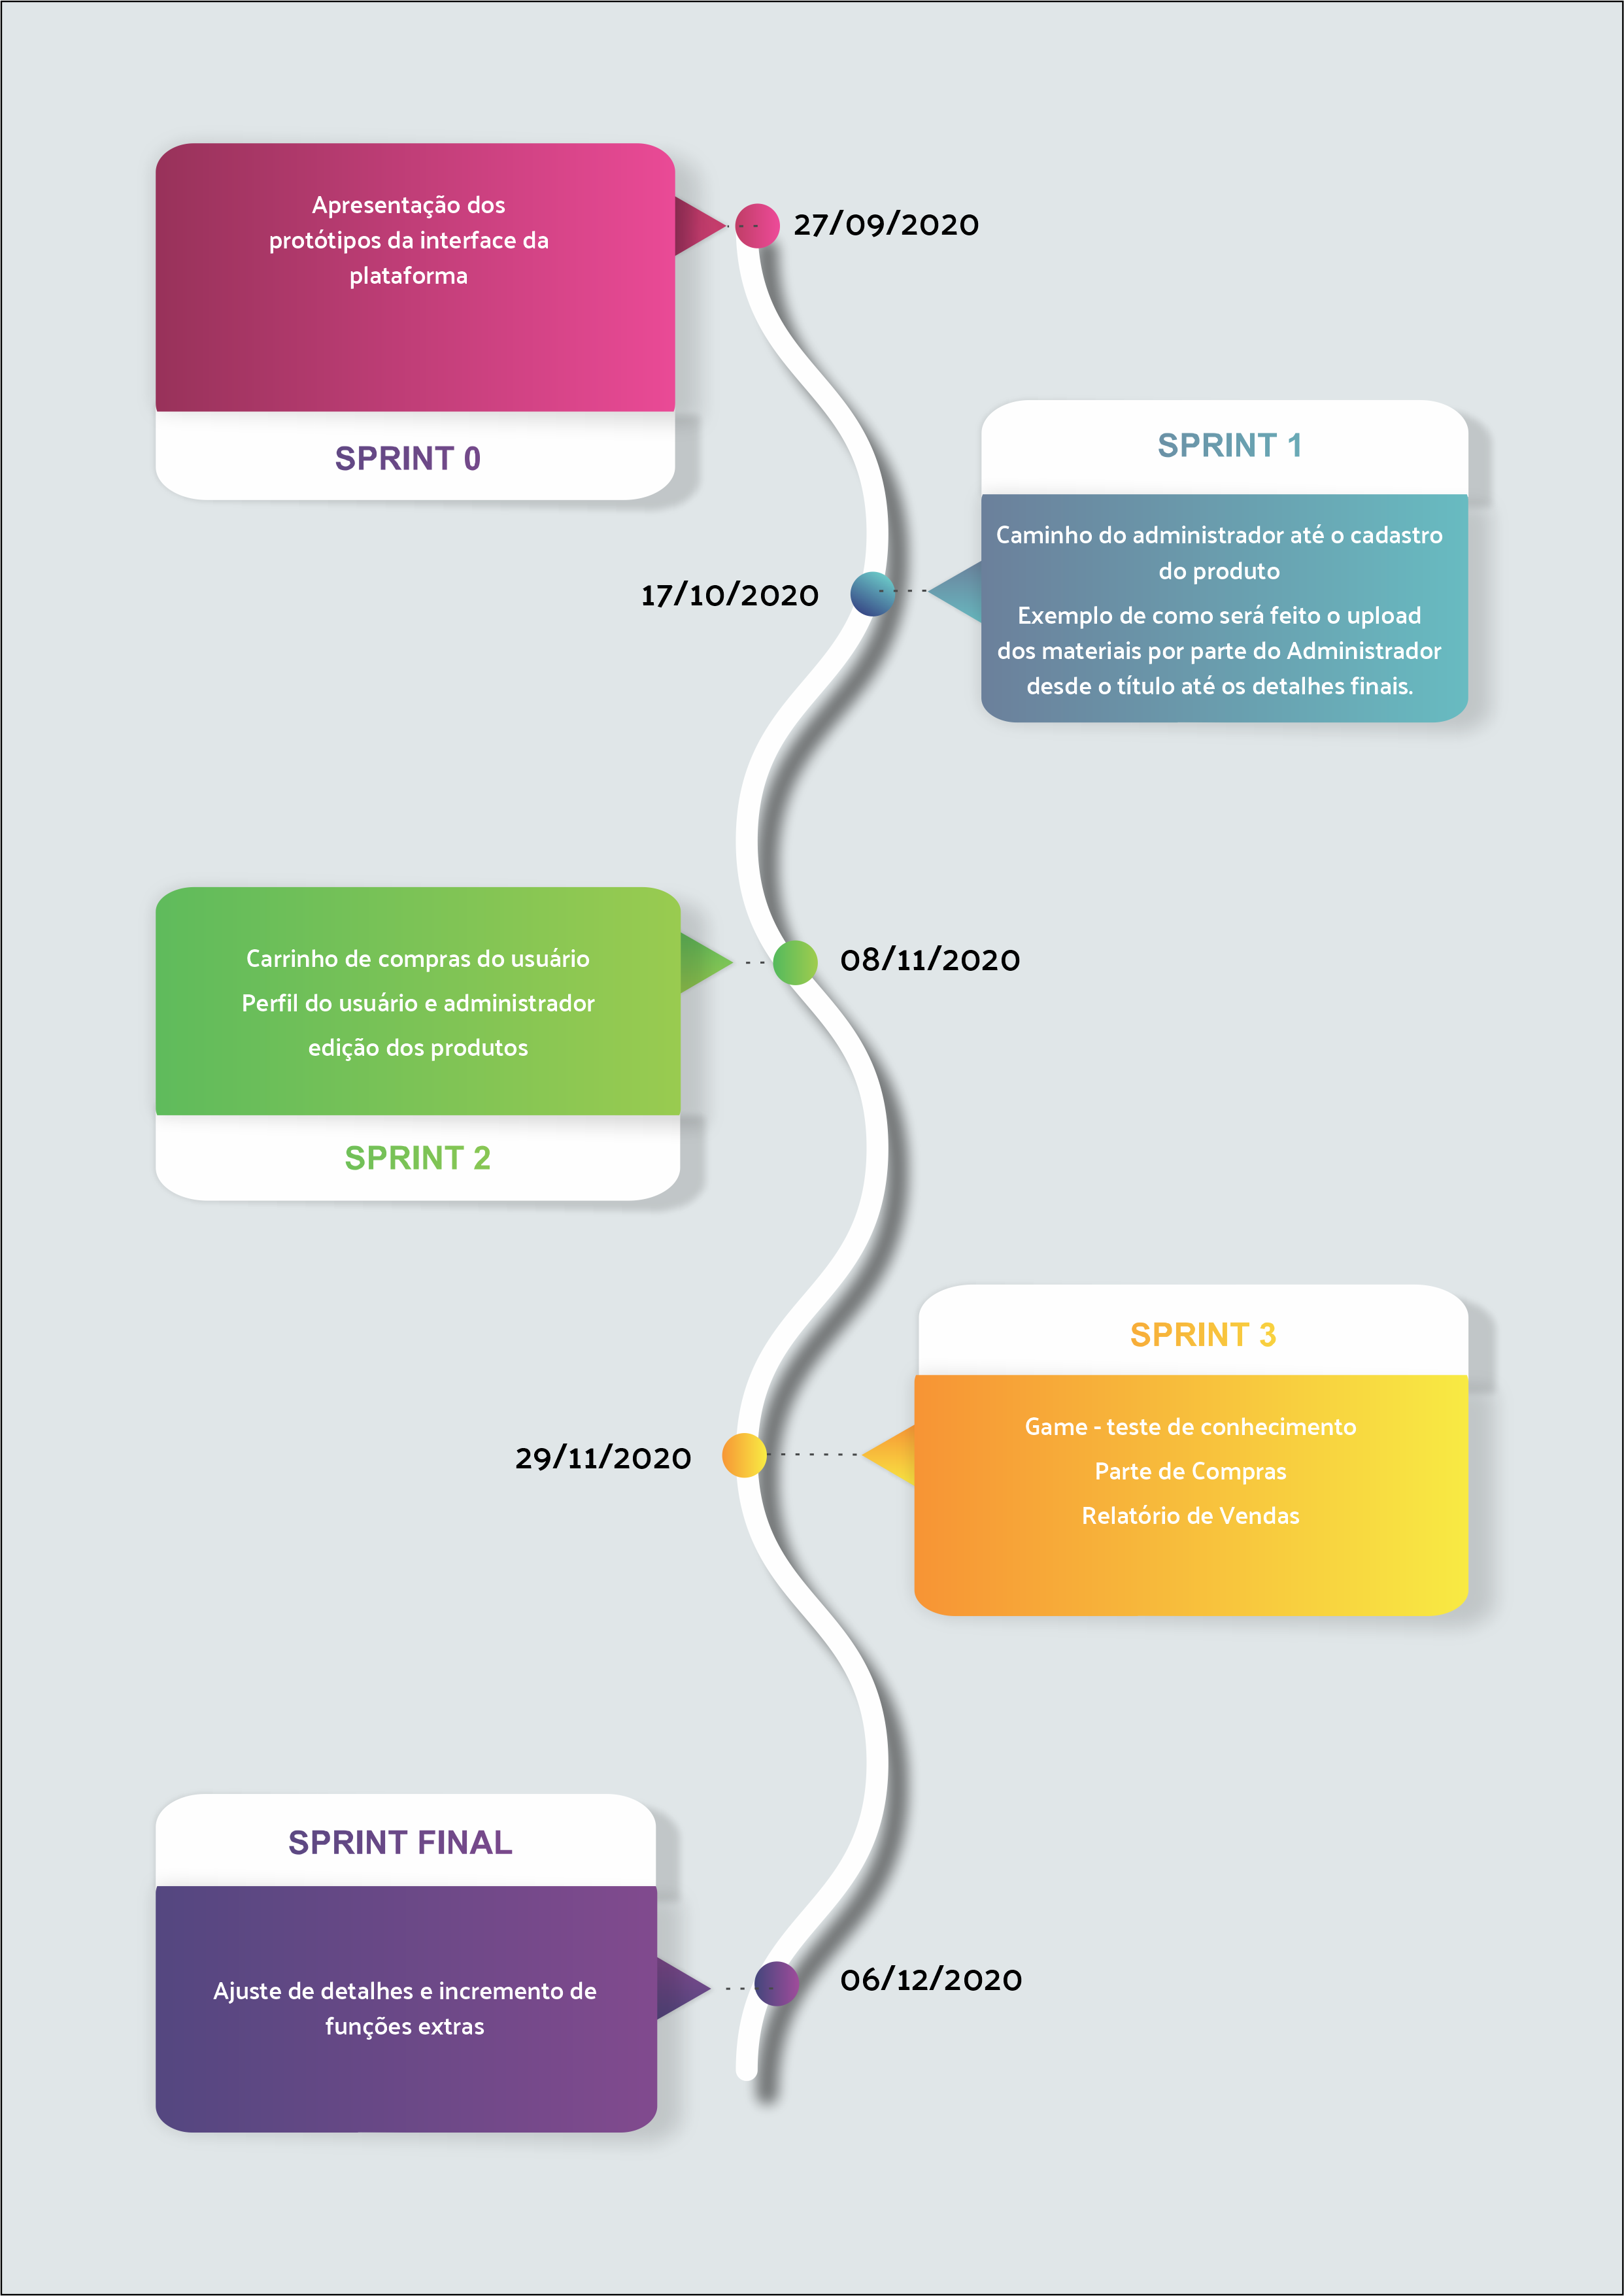 Apresentação dos
protótipos da interface da
plataforma
SPRINT 0
27/09/2020
SPRINT 1
Caminho do administrador até o cadastro
do produto
Exemplo de como será feito o upload
dos materiais por parte do Administrador
desde o título até os detalhes finais.
17/10/2020
Carrinho de compras do usuário
Perfil do usuário e administrador
edição dos produtos
SPRINT 2
08/11/2020
SPRINT 3
Game - teste de conhecimento
Parte de Compras
Relatório de Vendas
29/11/2020
SPRINT FINAL
Ajuste de detalhes e incremento de
funções extras
06/12/2020